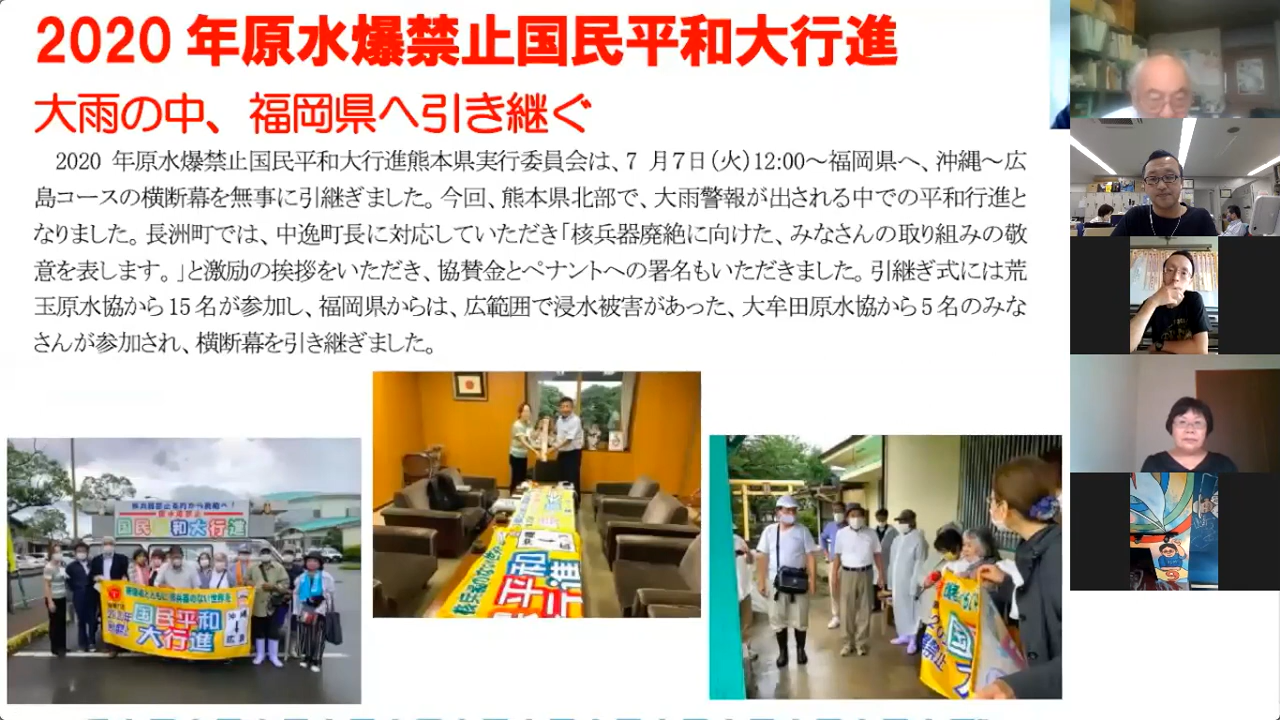 2020 年原水爆禁止国民平和大行進
大雨の中、福岡県へ引き継ぐ
2020 年原水爆禁止国民平和大行進熊本県実行委員会は、7 月7日(火)12:00～福岡県へ、沖縄～広
島コースの横断幕を無事に引継ぎました。今回、熊本県北部で、大雨警報が出される中での平和行進と
なりました。長洲町では、中逸町長に対応していただき「核兵器廃絶に向けた、みなさんの取り組みの敬
意を表します。」と激励の挨拶をいただき、協賛金とペナントへの署名もいただきました。引継ぎ式には荒
玉原水協から15名が参加し、福岡県からは、広範囲で浸水被害があった、大牟田原水協から5名のみな
さんが参加され、横断幕を引き継ぎました。
国民平和大行進
国民平和
大行進